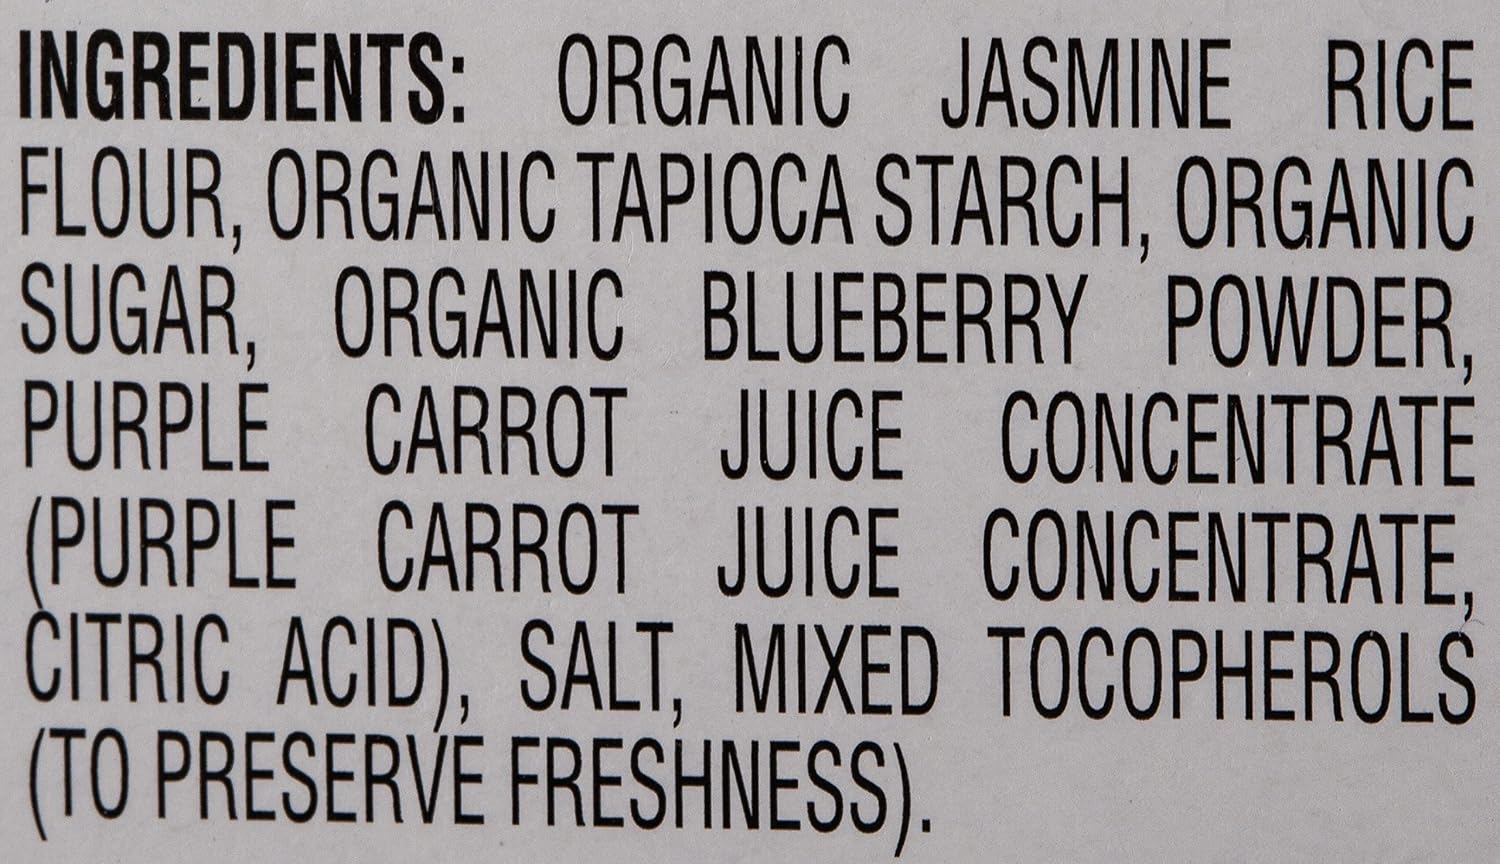 INGREDIENTS: ORGANIC JASMINE RICE
FLOUR, ORGANIC TAPIOCA STARCH, ORGANIC
SUGAR, ORGANIC BLUEBERRY POWDER,
PURPLE CARROT JUICE CONCENTRATE
(PURPLE CARROT JUICE CONCENTRATE,
CITRIC ACID), SALT, MIXED TOCOPHEROLS
(TO PRESERVE FRESHNESS).